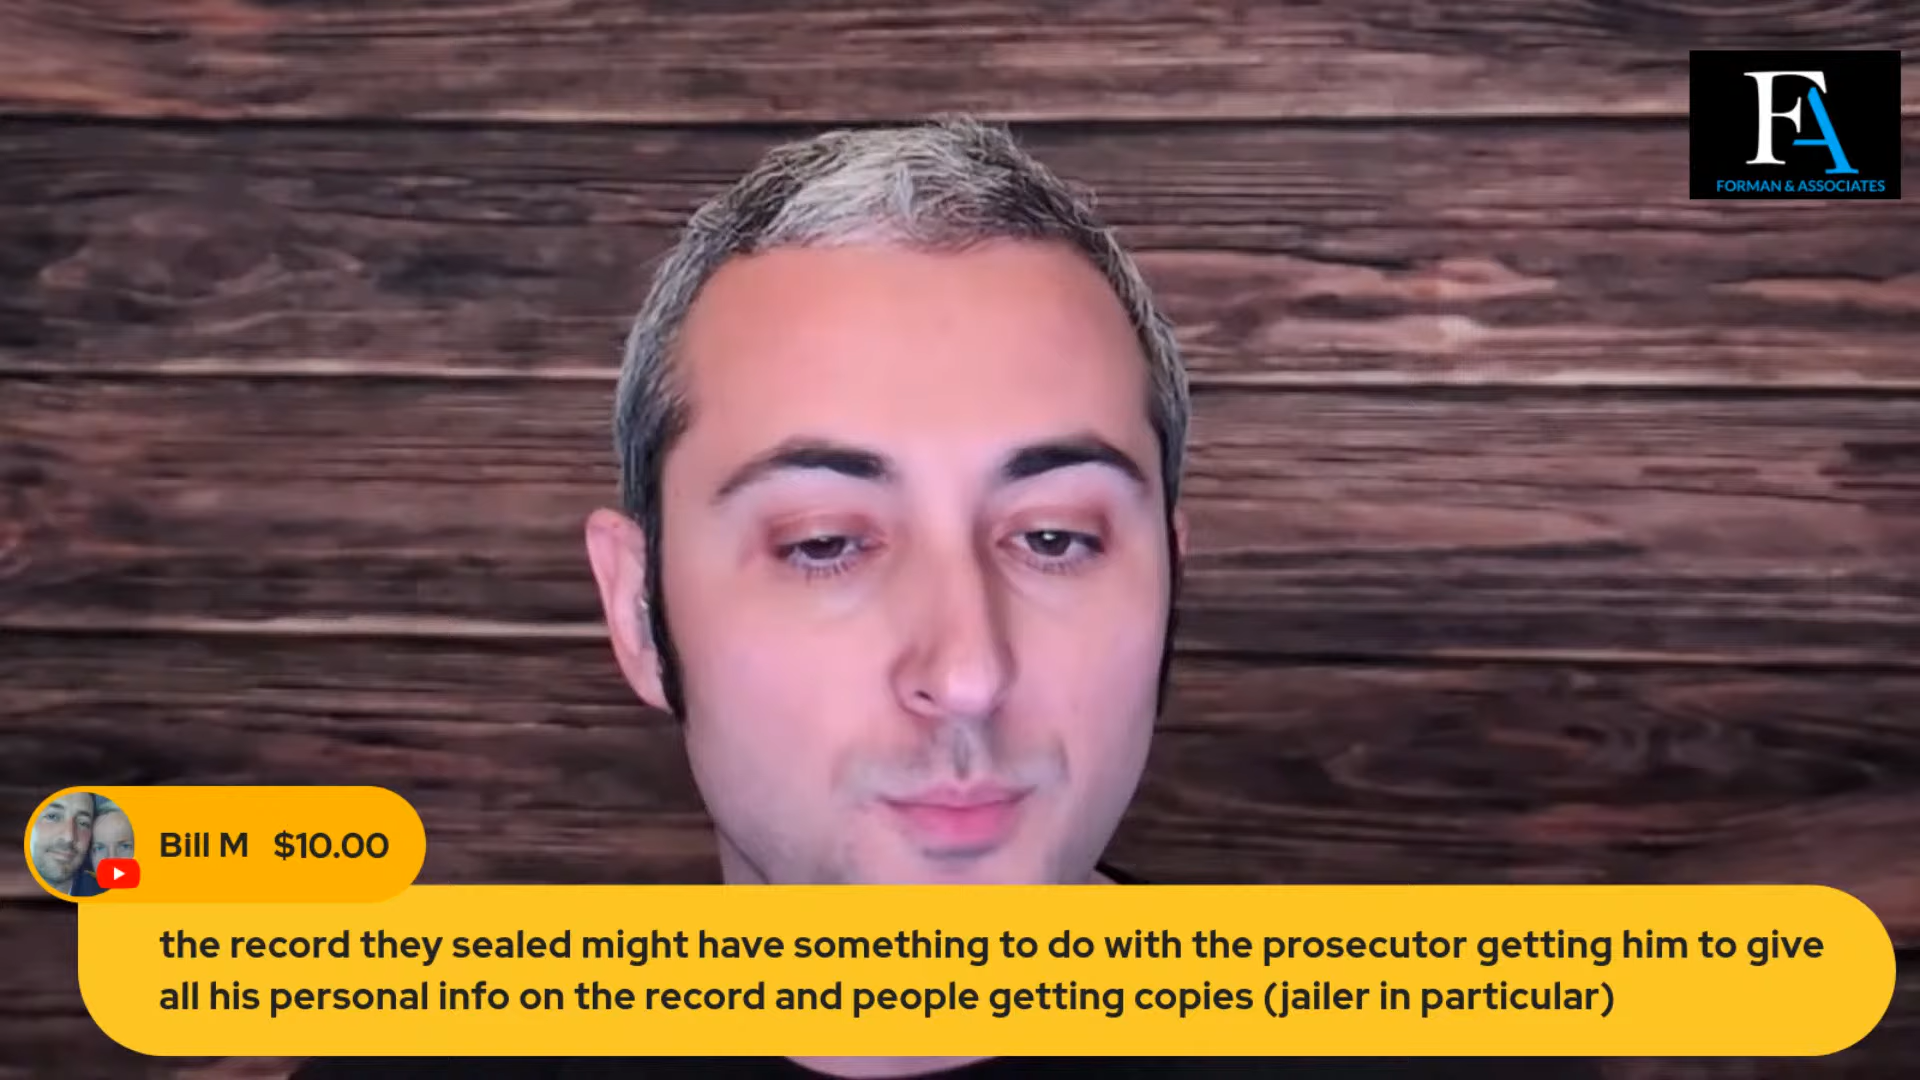 FA
FORMAN & ASSOCIATES
Bill M $10.00
the record they sealed might have something to do with the prosecutor getting him to give
all his personal info on the record and people getting copies (jailer in particular)